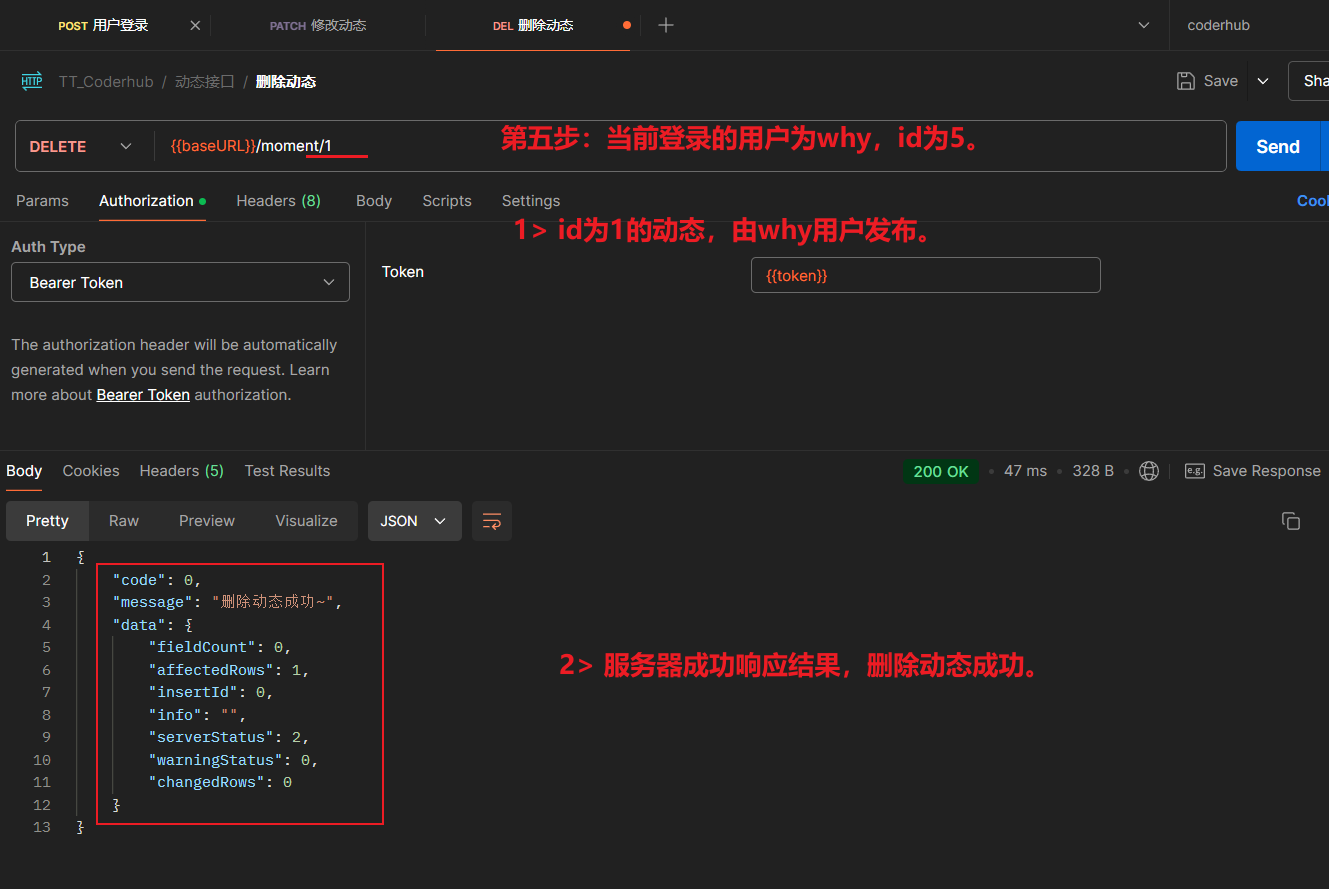 POST 用户登录
PATCH 修改动态
DEL 删除动态
coderhub
HTTP TT_Coderhub / 动态接口 / 删除动态
Save
Sha
DELETE {{baseURL}}/moment/1
第五步：当前登录的用户为why，id为5。
Send
Params Authorization Headers (8) Body Scripts Settings
Cool
1> id为1的动态，由why用户发布。
Auth Type
Bearer Token
Token
{{token}}
The authorization header will be automatically
generated when you send the request. Learn
more about Bearer Token authorization.
Body Cookies Headers (5) Test Results
200 OK 47 ms 328 B e.g. Save Response
Pretty Raw Preview Visualize JSON
1 {
2 "code": 0,
3 "message": "删除动态成功~",
4 "data": {
5 "fieldCount": 0,
6 "affectedRows": 1,
7 "insertId": 0,
8 "info": "",
9 "serverStatus": 2,
10 "warningStatus": 0,
11 "changedRows": 0
12 }
13 }
2> 服务器成功响应结果，删除动态成功。